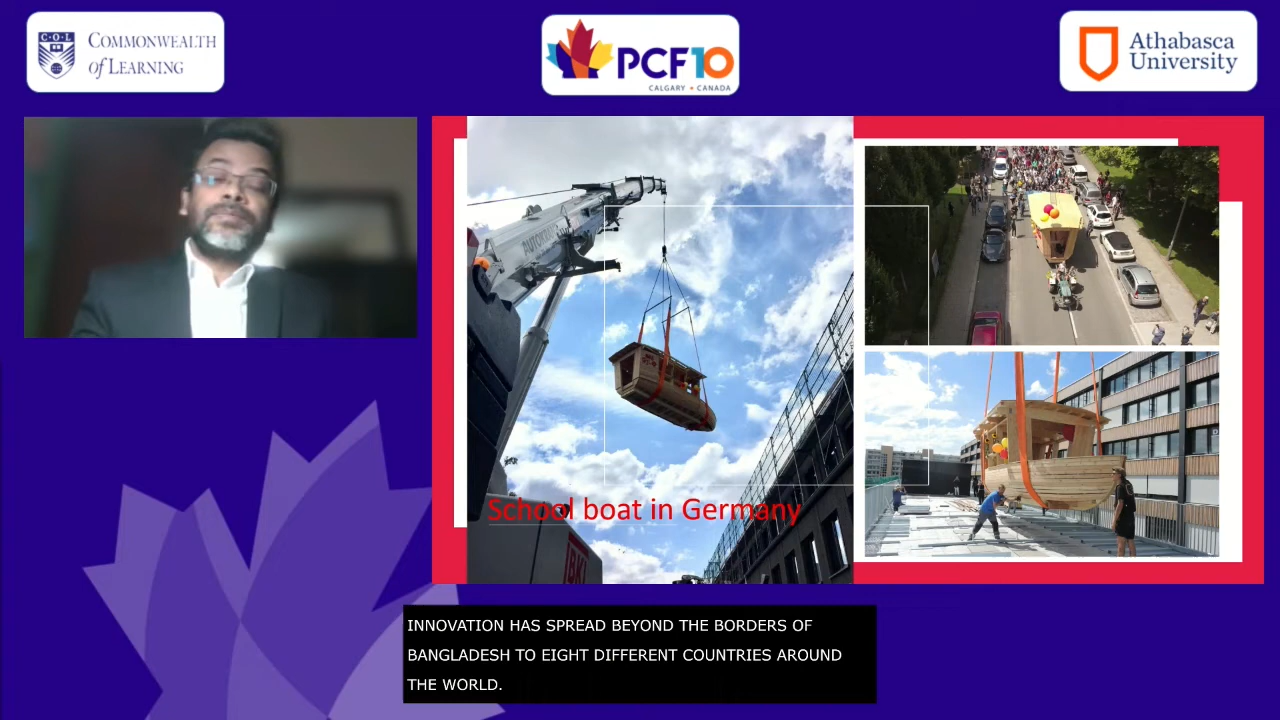 COMMONWEALTH
of LEARNING
C·O·L
PCF10
CALGARY • CANADA
Athabasca
University
School boat in Germany
BKL
INNOVATION HAS SPREAD BEYOND THE BORDERS OF
BANGLADESH TO EIGHT DIFFERENT COUNTRIES AROUND
THE WORLD.